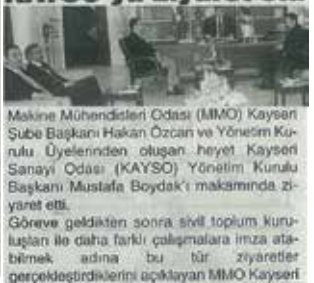 Makine Mühendisleri Odası (MMO) Kayseri
Şube Başkanı Hakan Özcan ve Yönetim Ku-
rulu Üyelerinden oluşan heyet Kayseri
Sanayi Odası (KAYSO) Yönetim Kurulu
Başkanı Mustafa Boydak'ı makamında zi-
yaret etti.
Göreve geldikten sonra sivil toplum kuru-
luşları ile daha farklı çalışmalara imza ata-
bilmek adına bu tür ziyaretler
gerçekleştirdiklerini açıklayan MMO Kayseri